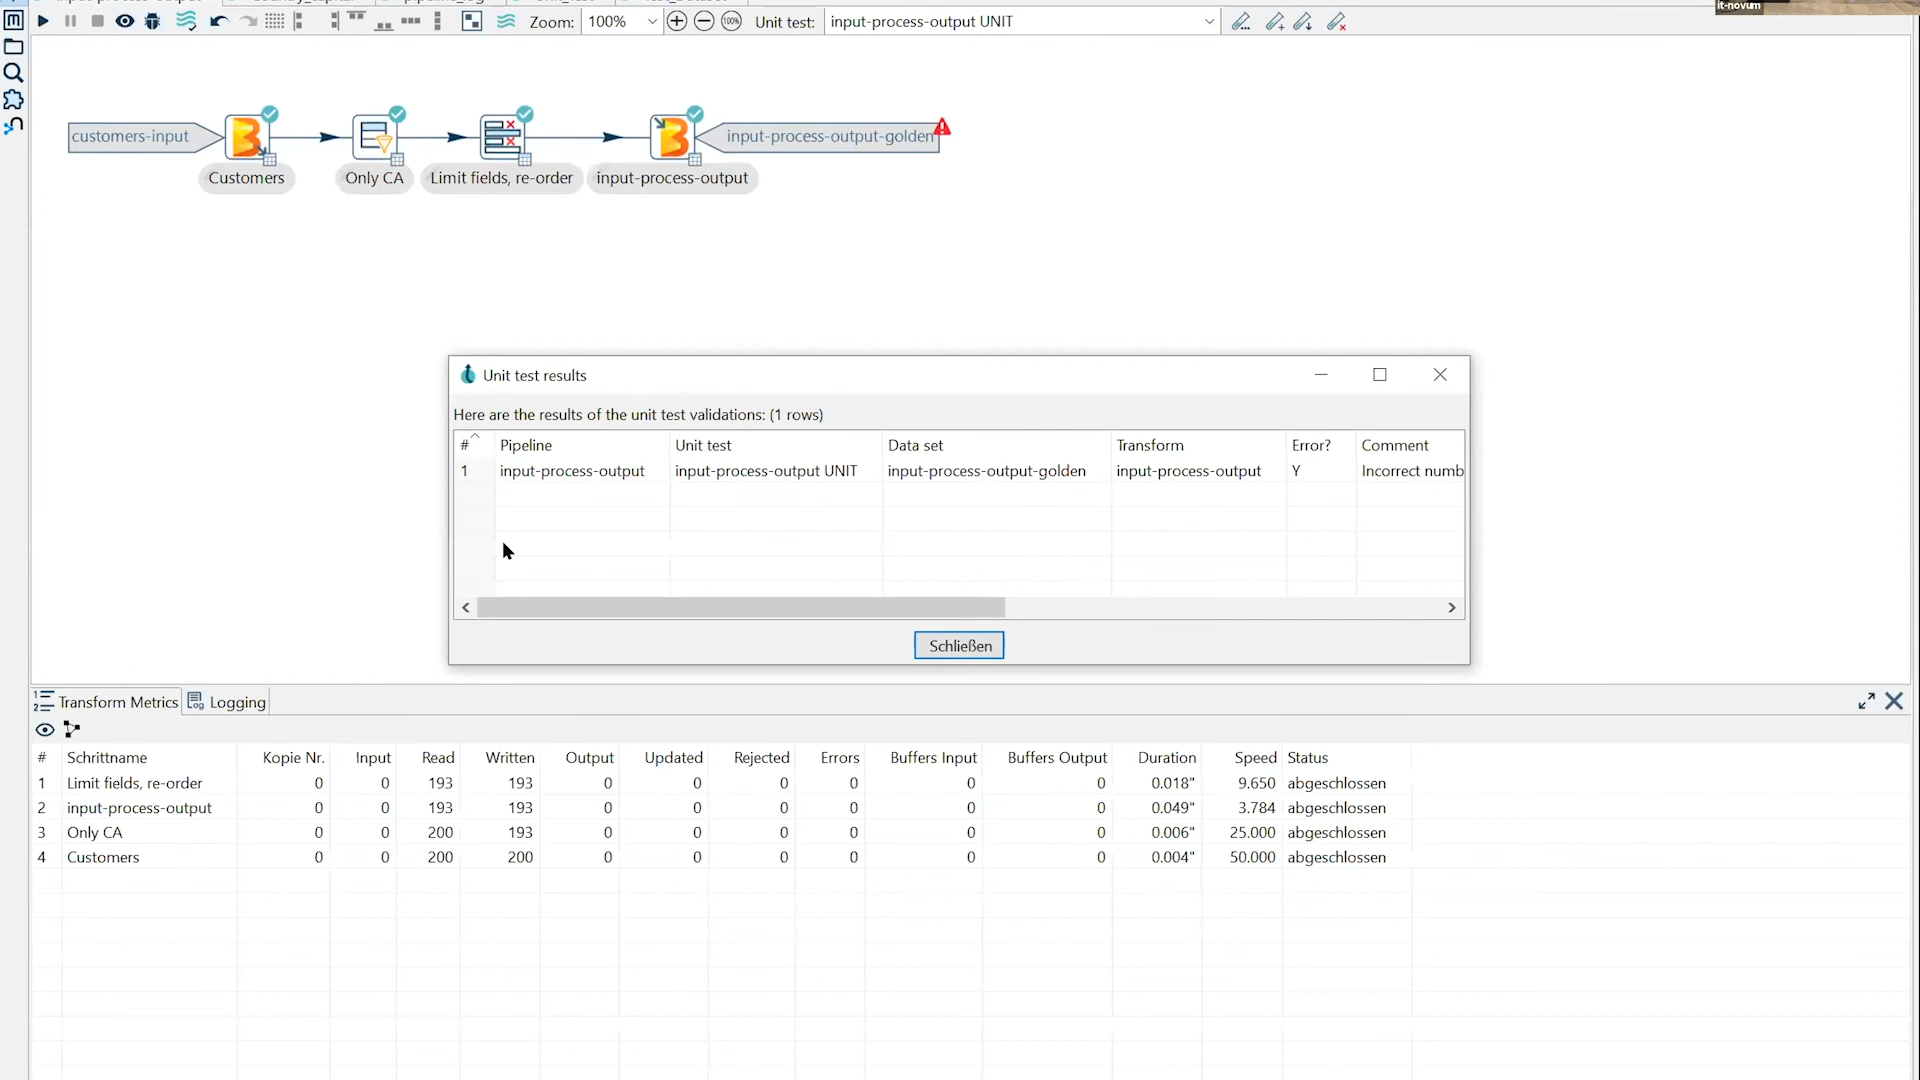 it-novum
Zoom: 100% 100% Unit test: input-process-output UNIT
customers-input
input-process-output-golden
Customers
Only CA
Limit fields, re-order
input-process-output
Unit test results
Here are the results of the unit test validations: (1 rows)
# Pipeline Unit test Data set Transform Error? Comment
1 input-process-output input-process-output UNIT input-process-output-golden input-process-output Y Incorrect numb
Schließen
Transform Metrics Logging
# Schrittname Kopie Nr. Input Read Written Output Updated Rejected Errors Buffers Input Buffers Output Duration Speed Status
1 Limit fields, re-order 0 0 193 193 0 0 0 0 0 0 0.018" 9.650 abgeschlossen
2 input-process-output 0 0 193 193 0 0 0 0 0 0 0.049" 3.784 abgeschlossen
3 Only CA 0 0 200 193 0 0 0 0 0 0 0.006" 25.000 abgeschlossen
4 Customers 0 0 200 200 0 0 0 0 0 0 0.004" 50.000 abgeschlossen